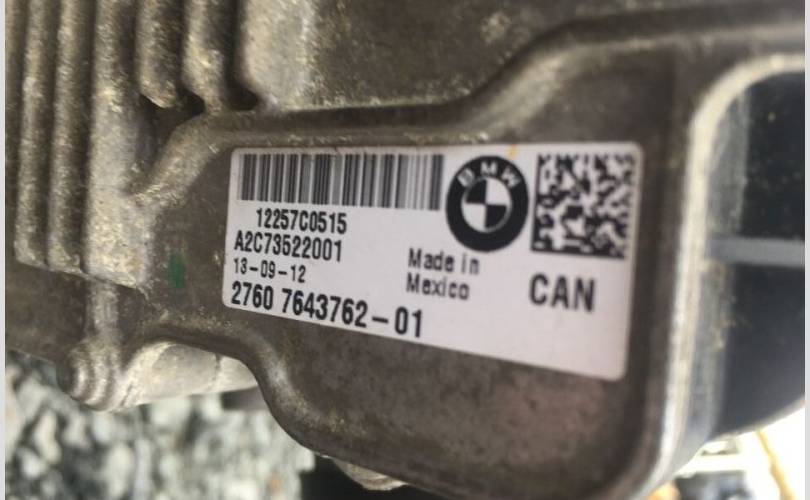 BMW
12257C0515
A2C73522001
13-09-12
Made in
Mexico
CAN
2760 7643762-01